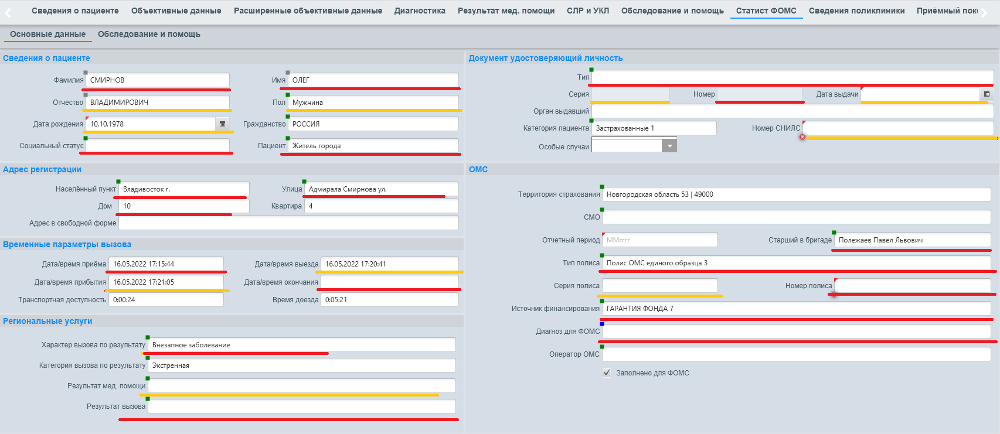 Сведения о пациенте Объективные данные Расширенные объективные данные Диагностика Результат мед. помощи СЛР и УКЛ Обследование и помощь Статист ФОМС Сведения поликлиники Приёмный пок
Основные данные Обследование и помощь
Сведения о пациенте
Фамилия СМИРНОВ Имя ОЛЕГ
Отчество ВЛАДИМИРОВИЧ Пол Мужчина
Дата рождения 10.10.1978 Гражданство РОССИЯ
Социальный статус Пациент Житель города
Адрес регистрации
Населённый пункт Владивосток г. Улица Адмирала Смирнова ул.
Дом 10 Квартира 4
Адрес в свободной форме
Временные параметры вызова
Дата/время приёма 16.05.2022 17:15:44 Дата/время выезда 16.05.2022 17:20:41
Дата/время прибытия 16.05.2022 17:21:05 Дата/время окончания
Транспортная доступность 0:00:24 Время доезда 0:05:21
Региональные услуги
Характер вызова по результату Внезапное заболевание
Категория вызова по результату Экстренная
Результат мед. помощи
Результат вызова
Документ удостоверяющий личность
Тип
Серия Номер Дата выдачи
Орган выдавший
Категория пациента Застрахованные 1 Номер СНИЛС
Особые случаи
ОМС
Территория страхования Новгородская область 53 | 49000
СМО
Отчетный период ММгггг Старший в бригаде Полежаев Павел Львович
Тип полиса Полис ОМС единого образца 3
Серия полиса Номер полиса
Источник финансирования ГАРАНТИЯ ФОНДА 7
Диагноз для ФОМС
Оператор ОМС
Заполнено для ФОМС